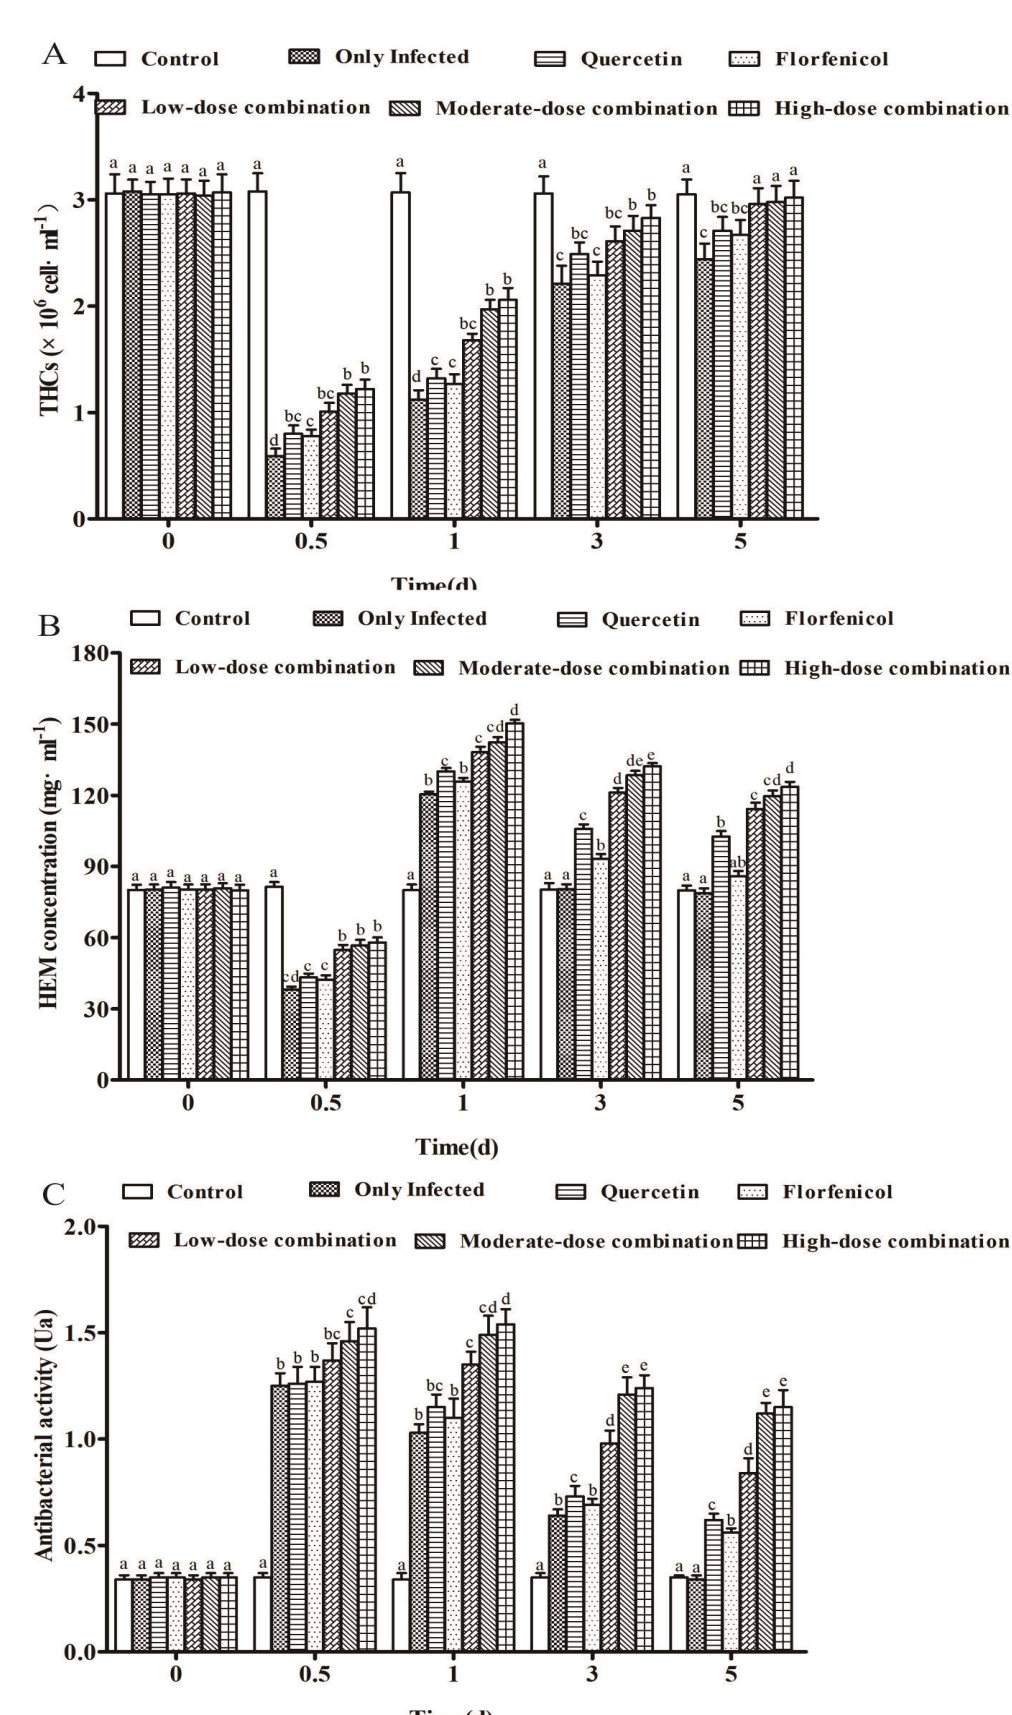 A Control Only Infected Quercetin Florfenicol
Low-dose combination Moderate-dose combination High-dose combination
4
3
2
1
0
THCs (× 10⁶ cell· ml⁻¹)
a a a a a a a
a d bc c bc b b
a d c c bc b b
a c bc c bc b b
a c bc bc a a a
0 0.5 1 3 5
Time(d)
B Control Only Infected Quercetin Florfenicol
Low-dose combination Moderate-dose combination High-dose combination
180
150
120
90
60
30
0
HEM concentration (mg· ml⁻¹)
a a a a a a a
a cd c c b b b
a b c b c cd d
a a c b d de e
a a b ab c cd d
0 0.5 1 3 5
Time(d)
C Control Only Infected Quercetin Florfenicol
Low-dose combination Moderate-dose combination High-dose combination
2.0
1.5
1.0
0.5
0.0
Antibacterial activity (Ua)
a a a a a a a
a b b b bc c cd
a b bc b c cd d
a b c b d e e
a a c b d e e
0 0.5 1 3 5
Time(d)